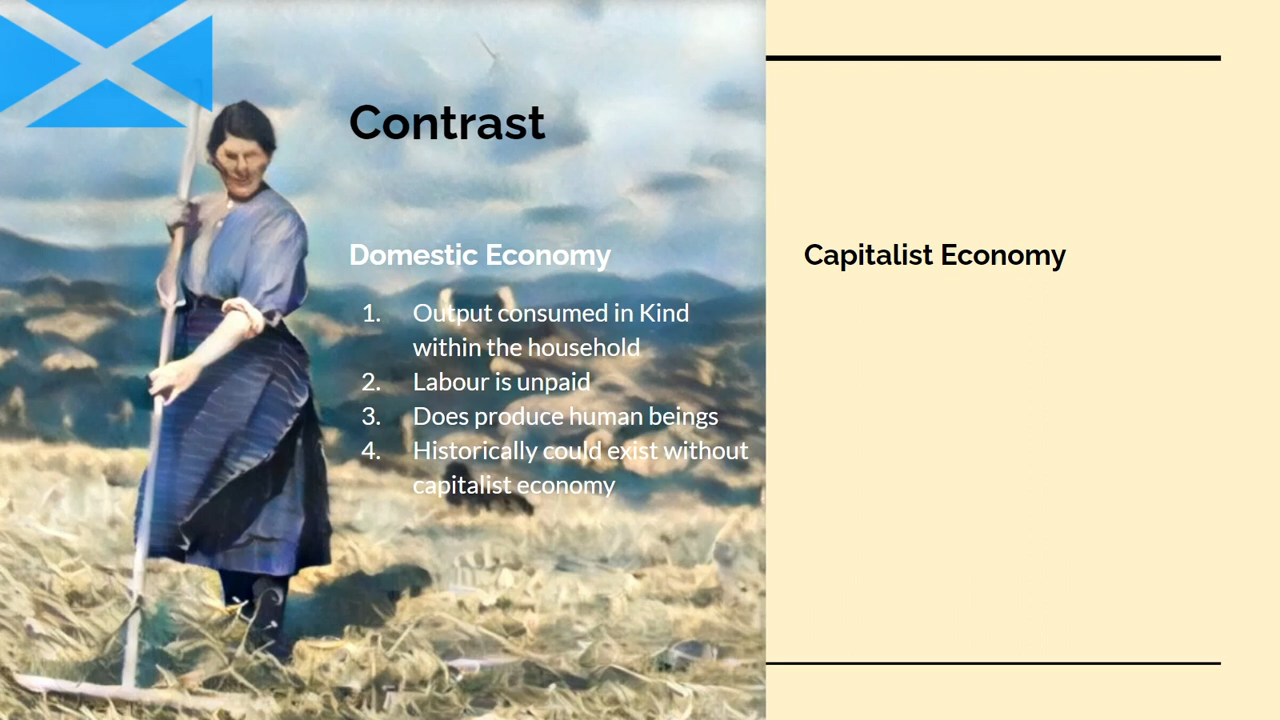 Contrast
Domestic Economy
1. Output consumed in Kind
within the household
2. Labour is unpaid
3. Does produce human beings
4. Historically could exist without
capitalist economy
Capitalist Economy